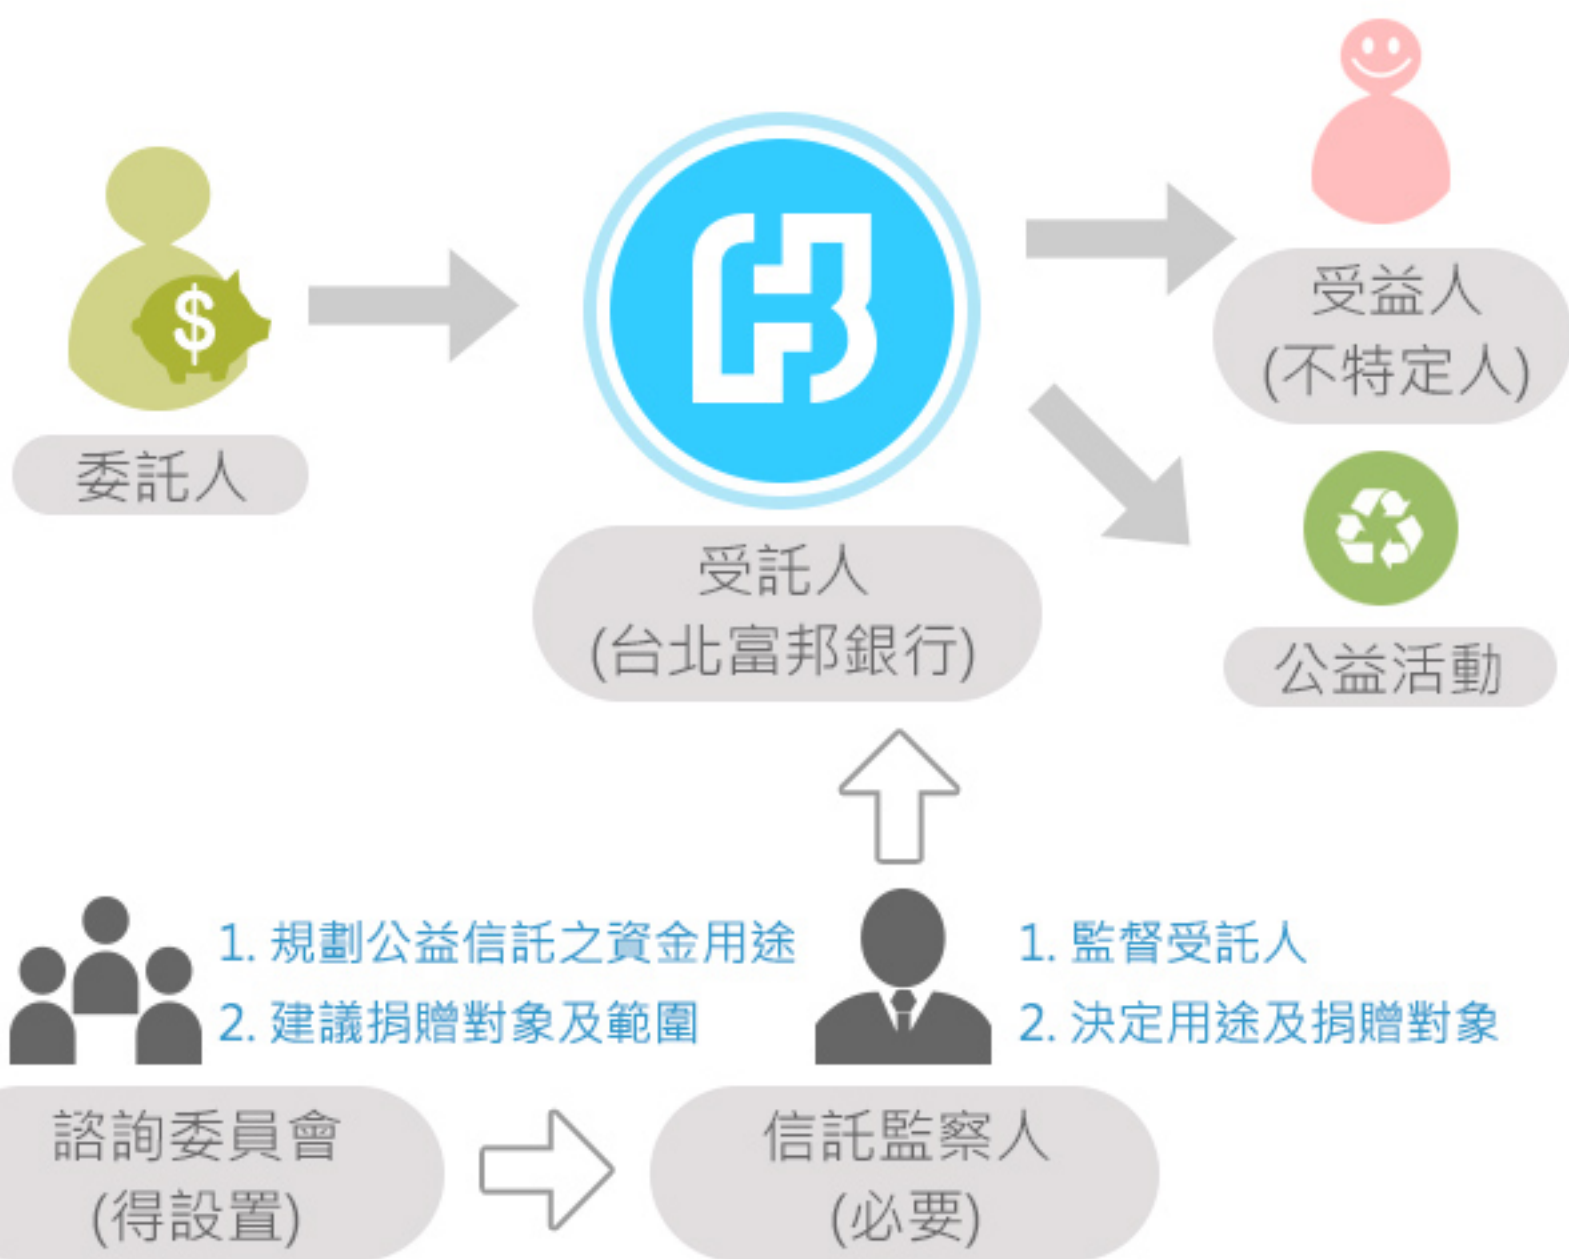 $
委託人
受託人
(台北富邦銀行)
受益人
(不特定人)
公益活動
1. 規劃公益信託之資金用途
2. 建議捐贈對象及範圍
諮詢委員會
(得設置)
1. 監督受託人
2. 決定用途及捐贈對象
信託監察人
(必要)